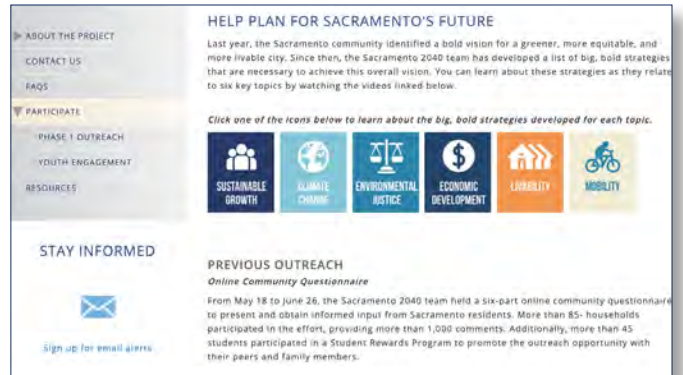 ABOUT THE PROJECT
CONTACT US
FAQS
PARTICIPATE
PHASE 1 OUTREACH
YOUTH ENGAGEMENT
RESOURCES
STAY INFORMED
Sign up for email alerts
HELP PLAN FOR SACRAMENTO'S FUTURE
Last year, the Sacramento community identified a bold vision for a greener, more equitable, and
more livable city. Since then, the Sacramento 2040 team has developed a list of big, bold strategies
that are necessary to achieve this overall vision. You can learn about these strategies as they relate
to six key topics by watching the videos linked below.
Click one of the icons below to learn about the big, bold strategies developed for each topic.
SUSTAINABLE
GROWTH
CLIMATE
CHANGE
ENVIRONMENTAL
JUSTICE
ECONOMIC
DEVELOPMENT
LIVABILITY
MOBILITY
PREVIOUS OUTREACH
Online Community Questionnaire
From May 18 to June 26, the Sacramento 2040 team held a six-part online community questionnaire
to present and obtain informed input from Sacramento residents. More than 85- households
participated in the effort, providing more than 1,000 comments. Additionally, more than 45
students participated in a Student Rewards Program to promote the outreach opportunity with
their peers and family members.